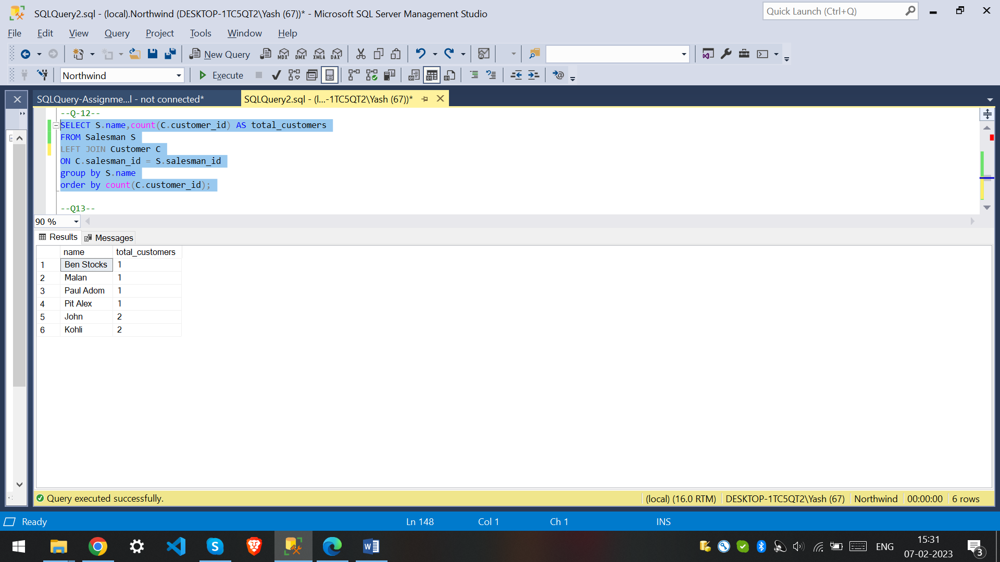 SQLQuery2.sql - (local).Northwind (DESKTOP-1TC5QT2\Yash (67))* - Microsoft SQL Server Management Studio
Quick Launch (Ctrl+Q)
File Edit View Query Project Tools Window Help
New Query MDX DMX XMLA DAX
Northwind Execute
SQLQuery-Assignme...l - not connected* SQLQuery2.sql - (l...-1TC5QT2\Yash (67))*
--Q-12--
SELECT S.name,count(C.customer_id) AS total_customers
FROM Salesman S
LEFT JOIN Customer C
ON C.salesman_id = S.salesman_id
group by S.name
order by count(C.customer_id);
--Q13--
90 %
Results Messages
name total_customers
1 Ben Stocks 1
2 Malan 1
3 Paul Adom 1
4 Pit Alex 1
5 John 2
6 Kohli 2
Query executed successfully. (local) (16.0 RTM) DESKTOP-1TC5QT2\Yash (67) Northwind 00:00:00 6 rows
Ready Ln 148 Col 1 Ch 1 INS
ENG 15:31
07-02-2023 3